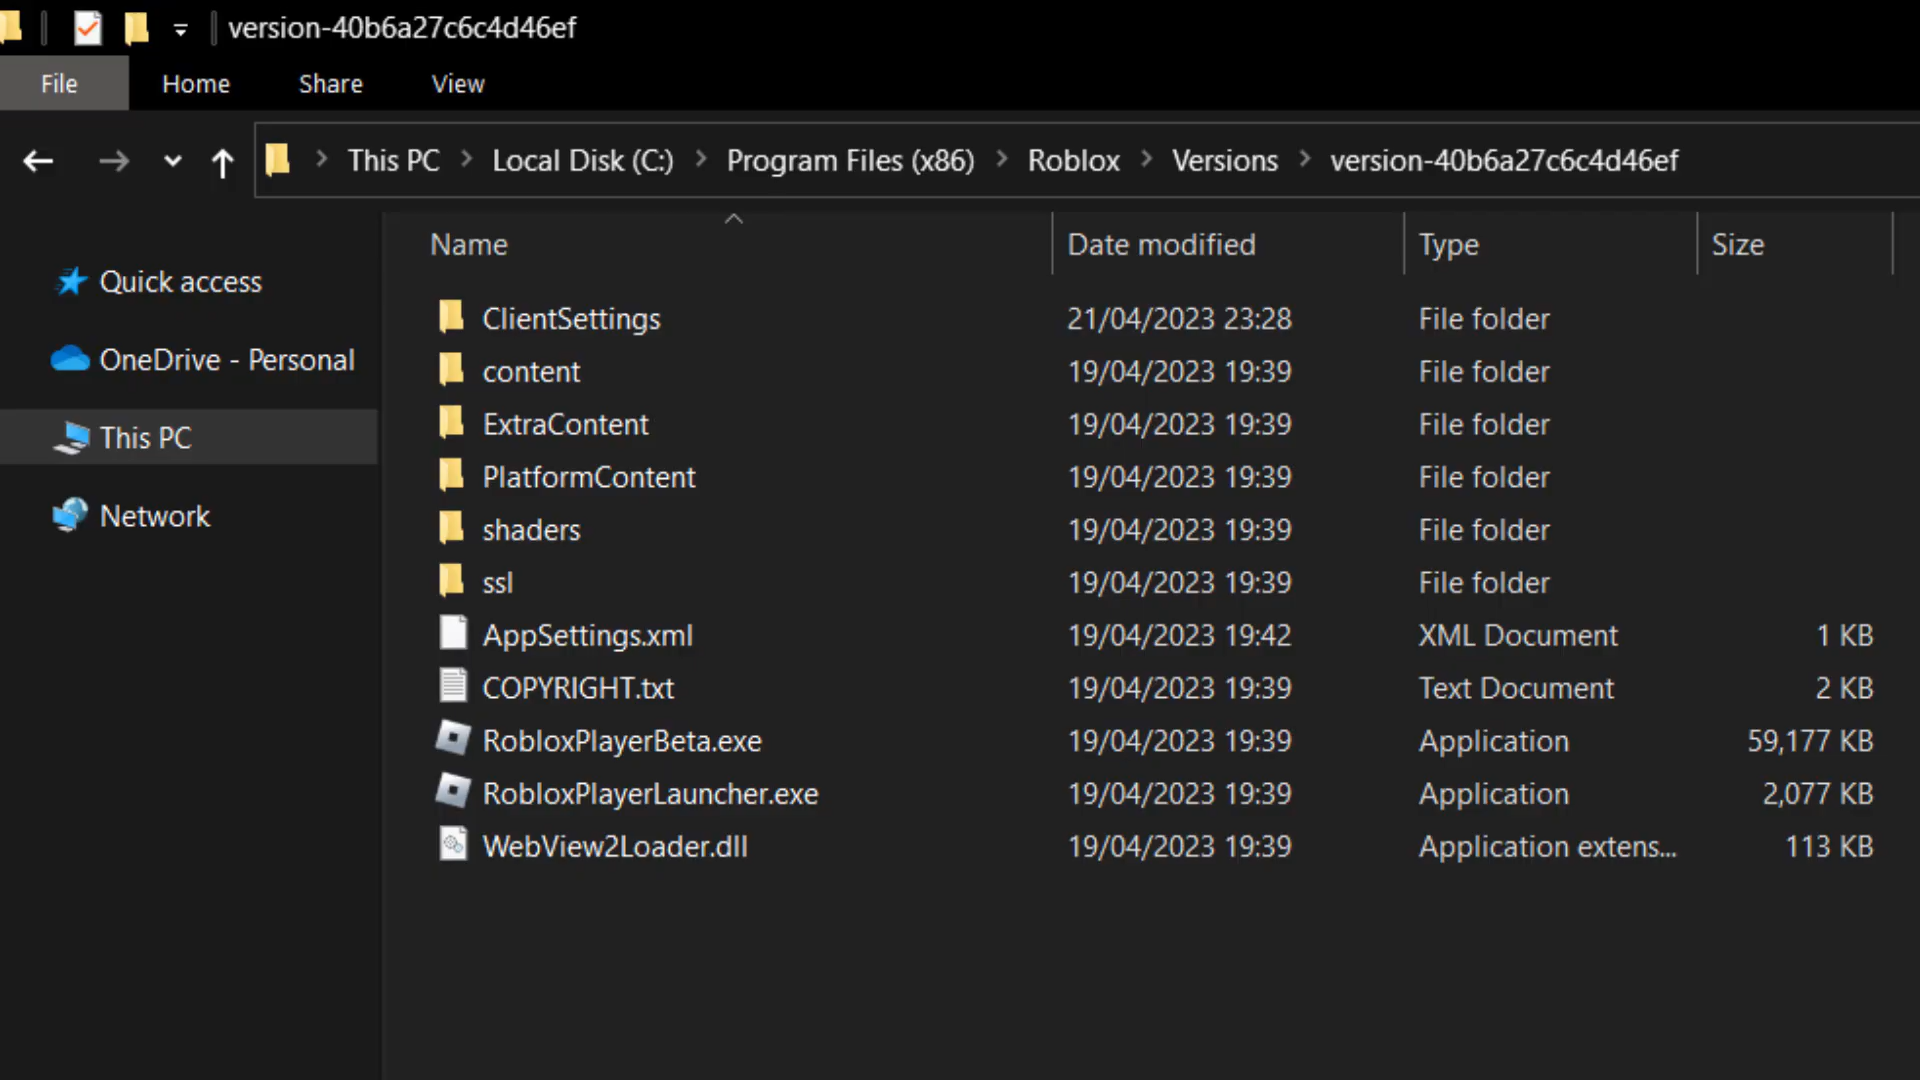 version-40b6a27c6c4d46ef
File Home Share View
This PC Local Disk (C:) Program Files (x86) Roblox Versions version-40b6a27c6c4d46ef
Quick access
OneDrive - Personal
This PC
Network
Name Date modified Type Size
ClientSettings 21/04/2023 23:28 File folder
content 19/04/2023 19:39 File folder
ExtraContent 19/04/2023 19:39 File folder
PlatformContent 19/04/2023 19:39 File folder
shaders 19/04/2023 19:39 File folder
ssl 19/04/2023 19:39 File folder
AppSettings.xml 19/04/2023 19:42 XML Document 1 KB
COPYRIGHT.txt 19/04/2023 19:39 Text Document 2 KB
RobloxPlayerBeta.exe 19/04/2023 19:39 Application 59,177 KB
RobloxPlayerLauncher.exe 19/04/2023 19:39 Application 2,077 KB
WebView2Loader.dll 19/04/2023 19:39 Application extens... 113 KB